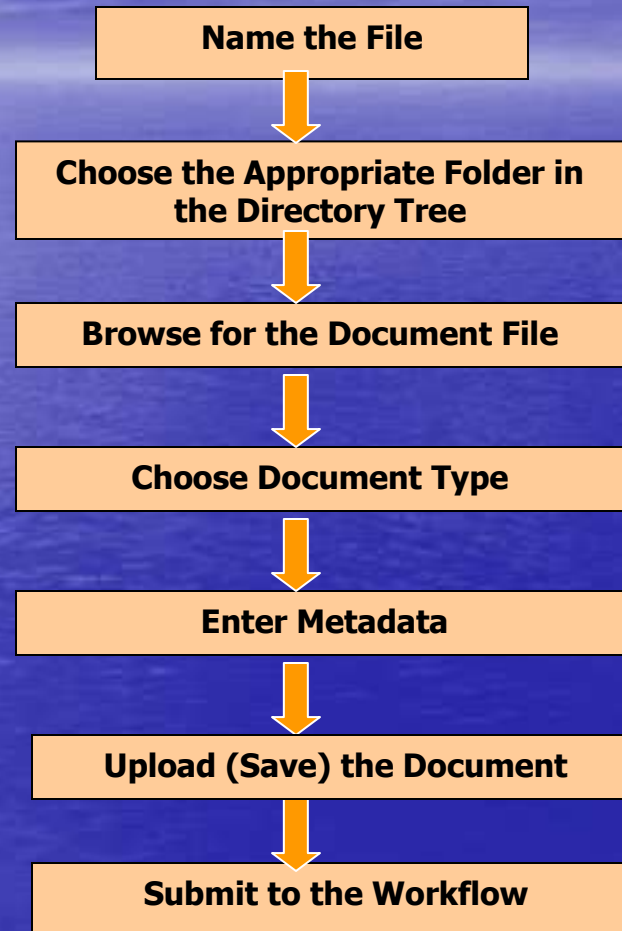 Name the File
Choose the Appropriate Folder in
the Directory Tree
Browse for the Document File
Choose Document Type
Enter Metadata
Upload (Save) the Document
Submit to the Workflow